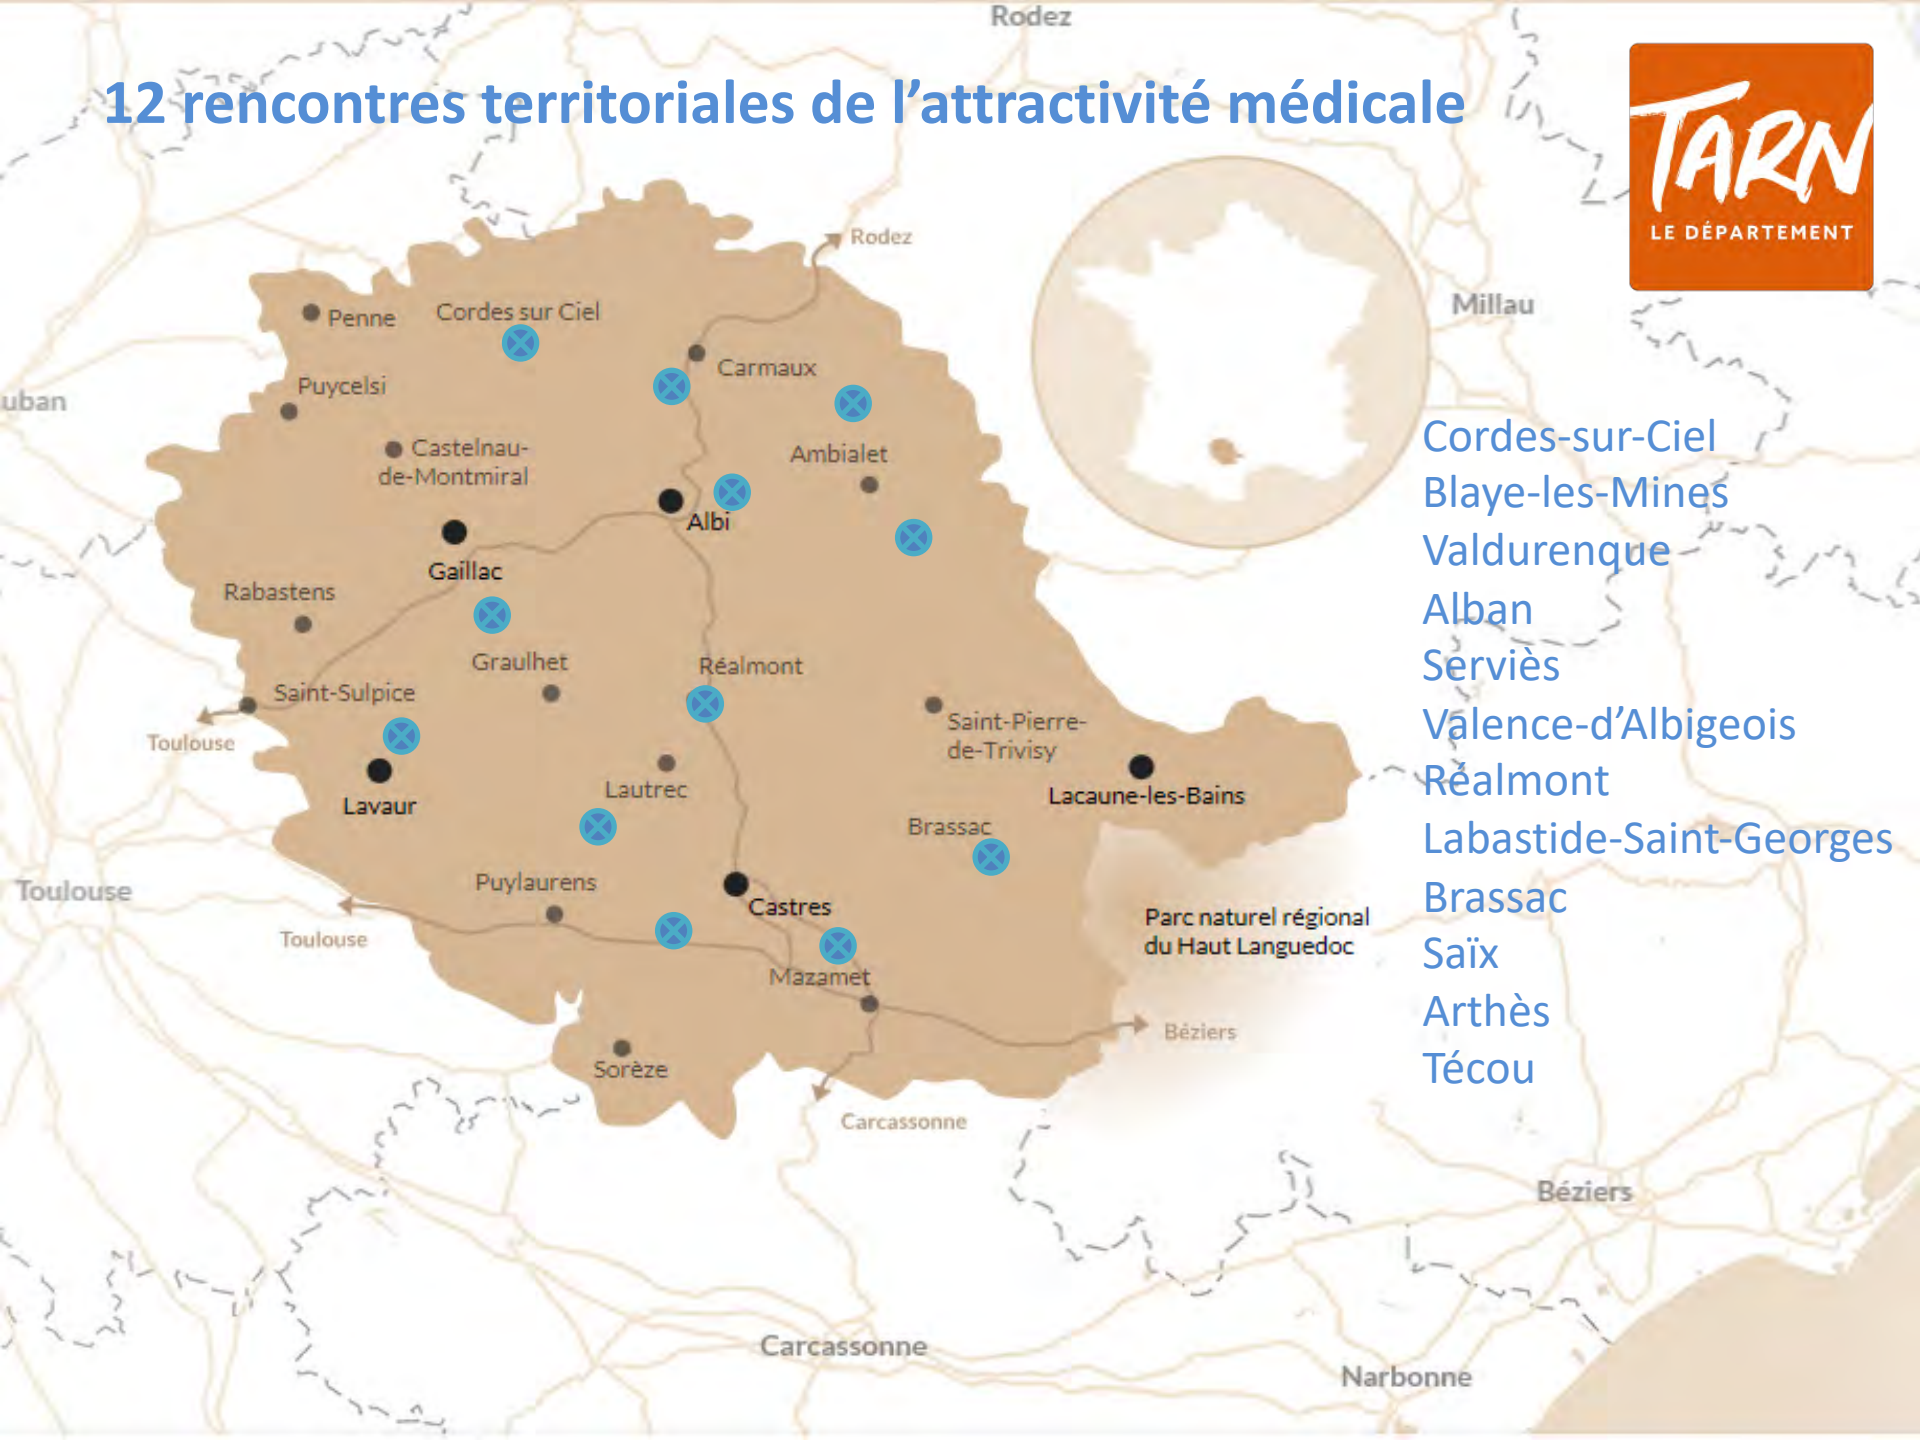 Rodez
12 rencontres territoriales de l’attractivité médicale
TARN
LE DÉPARTEMENT
Rodez
Millau
Penne
Cordes sur Ciel
Carmaux
Puycelsi
uban
Castelnau-
de-Montmiral
Ambialet
Albi
Gaillac
Rabastens
Graulhet
Réalmont
Saint-Sulpice
Toulouse
Saint-Pierre-
de-Trivisy
Lavaur
Lautrec
Lacaune-les-Bains
Brassac
Toulouse
Puylaurens
Castres
Toulouse
Mazamet
Parc naturel régional
du Haut Languedoc
Béziers
Sorèze
Carcassonne
Cordes-sur-Ciel
Blaye-les-Mines
Valdurenque
Alban
Serviès
Valence-d’Albigeois
Réalmont
Labastide-Saint-Georges
Brassac
Saïx
Arthès
Técou
Béziers
Carcassonne
Narbonne